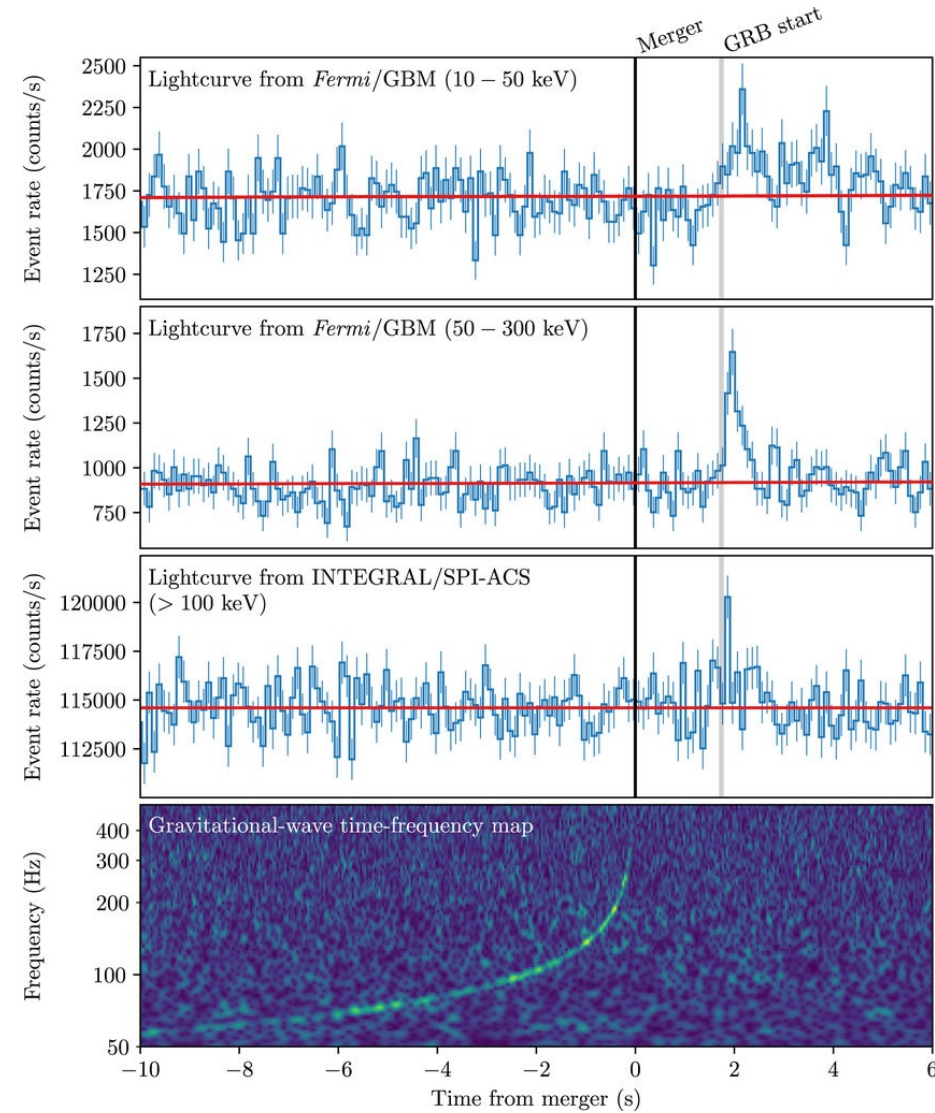 Merger
GRB start
Lightcurve from Fermi/GBM (10 − 50 keV)
Event rate (counts/s)
2500
2250
2000
1750
1500
1250
Lightcurve from Fermi/GBM (50 − 300 keV)
Event rate (counts/s)
1750
1500
1250
1000
750
Lightcurve from INTEGRAL/SPI-ACS
(> 100 keV)
Event rate (counts/s)
120000
117500
115000
112500
Gravitational-wave time-frequency map
Frequency (Hz)
400
300
200
100
50
−10 −8 −6 −4 −2 0 2 4 6
Time from merger (s)